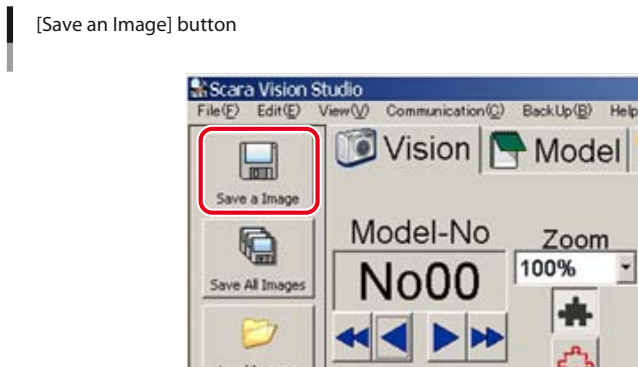 [Save an Image] button
Scara Vision Studio
File(F) Edit(E) View(V) Communication(C) BackUp(B) Help
Vision Model
Save a Image
Model-No Zoom
No00 100%
Save All Images